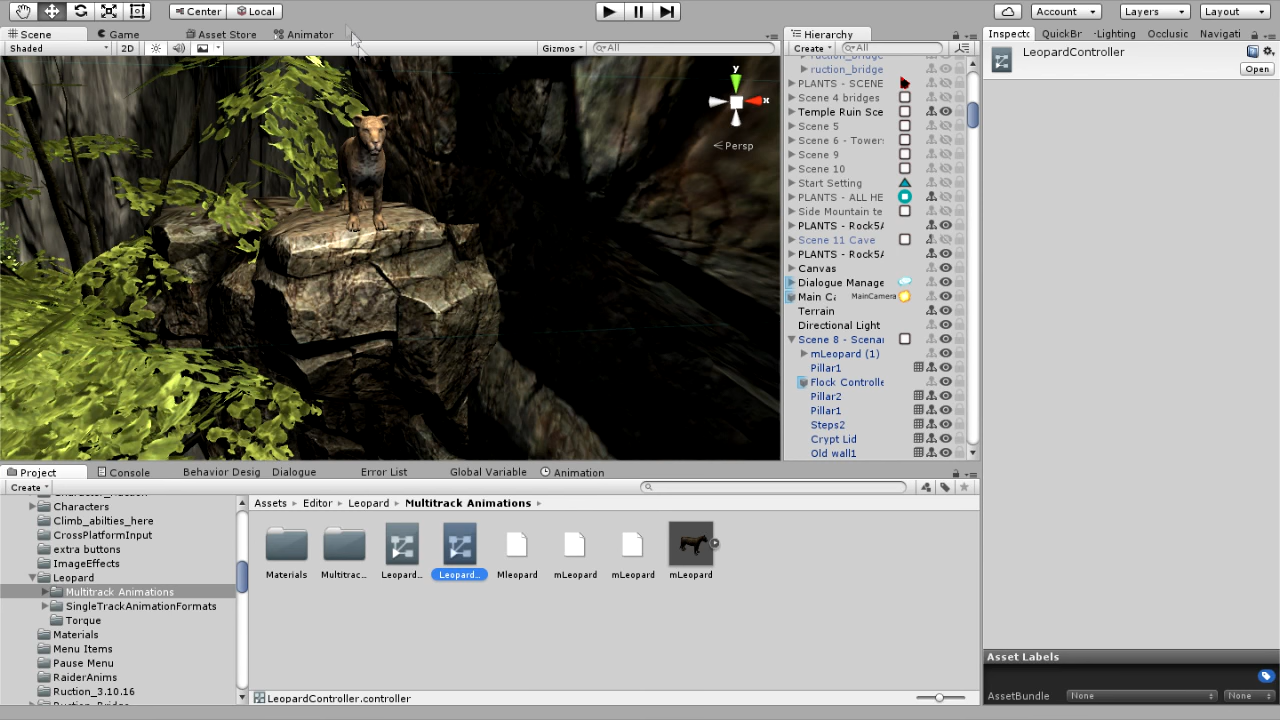 Center Local
Account Layers Layout
Scene Game Asset Store Animator
Shaded 2D Gizmos All
y
x
Persp
Hierarchy
Create All
ruction_bridge
ruction_bridge
PLANTS - SCENE
Scene 4 bridges
Temple Ruin Sce
Scene 5
Scene 6 - Towers
Scene 9
Scene 10
Start Setting
PLANTS - ALL HE
Side Mountain te
PLANTS - Rock5A
Scene 11 Cave
PLANTS - Rock5A
Canvas
Dialogue Manage
Main Ca MainCamera
Terrain
Directional Light
Scene 8 - Scenar
mLeopard (1)
Pillar1
Flock Controlle
Pillar2
Pillar1
Steps2
Crypt Lid
Old wall1
Inspecto QuickBr -Lighting Occlusic Navigati
LeopardController
Open
Project Console Behavior Desig Dialogue Error List Global Variable Animation
Create
Characters
Climb_abilties_here
CrossPlatformInput
extra buttons
ImageEffects
Leopard
Multitrack Animations
SingleTrackAnimationFormats
Torque
Materials
Menu Items
Pause Menu
RaiderAnims
Ruction_3.10.16
Assets Editor Leopard Multitrack Animations
Materials Multitrac... Leopard... Leopard... Mleopard mLeopard mLeopard mLeopard
LeopardController.controller
Asset Labels
AssetBundle None None